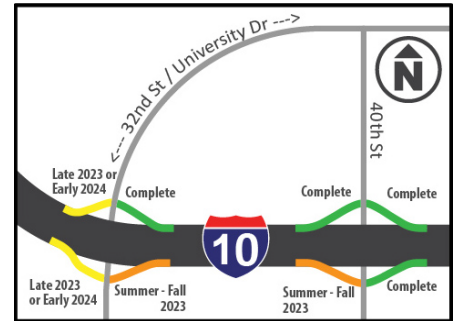 <---- 32nd St / University Dr --->
N
40th St
Late 2023 or
Early 2024
Complete
Complete
Complete
10
Late 2023
or Early 2024
Summer - Fall
2023
Summer - Fall
2023
Complete